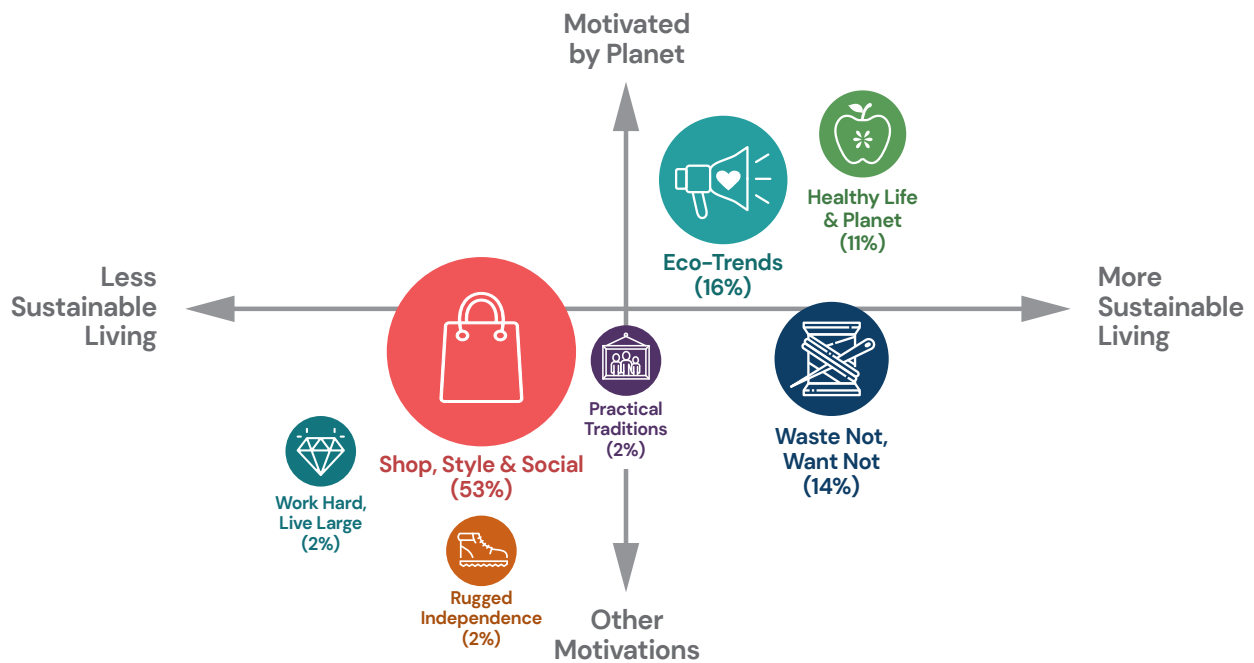 Motivated
by Planet
Healthy Life
& Planet
(11%)
Eco-Trends
(16%)
Less
Sustainable
Living
More
Sustainable
Living
Practical
Traditions
(2%)
Waste Not,
Want Not
(14%)
Shop, Style & Social
(53%)
Work Hard,
Live Large
(2%)
Rugged
Independence
(2%)
Other
Motivations